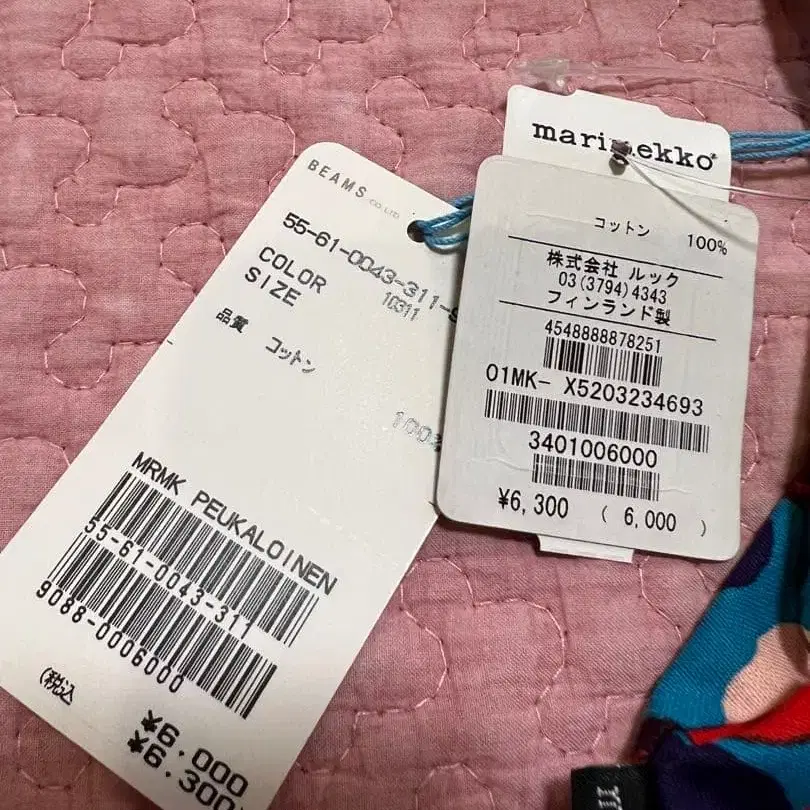 BEAMS CO.,LTD
55-61-0043-311-9
COLOR
SIZE 10311
品質 コットン
100%
MRMK PEUKALOINEN
55-61-0043-311
9088-0006000
(税込
¥6,000
¥6,300
marimekko
コットン 100%
株式会社 ルック
03(3794)4343
フィンランド製
4548888878251
01MK- X5203234693
3401006000
¥6,300 ( 6,000 )